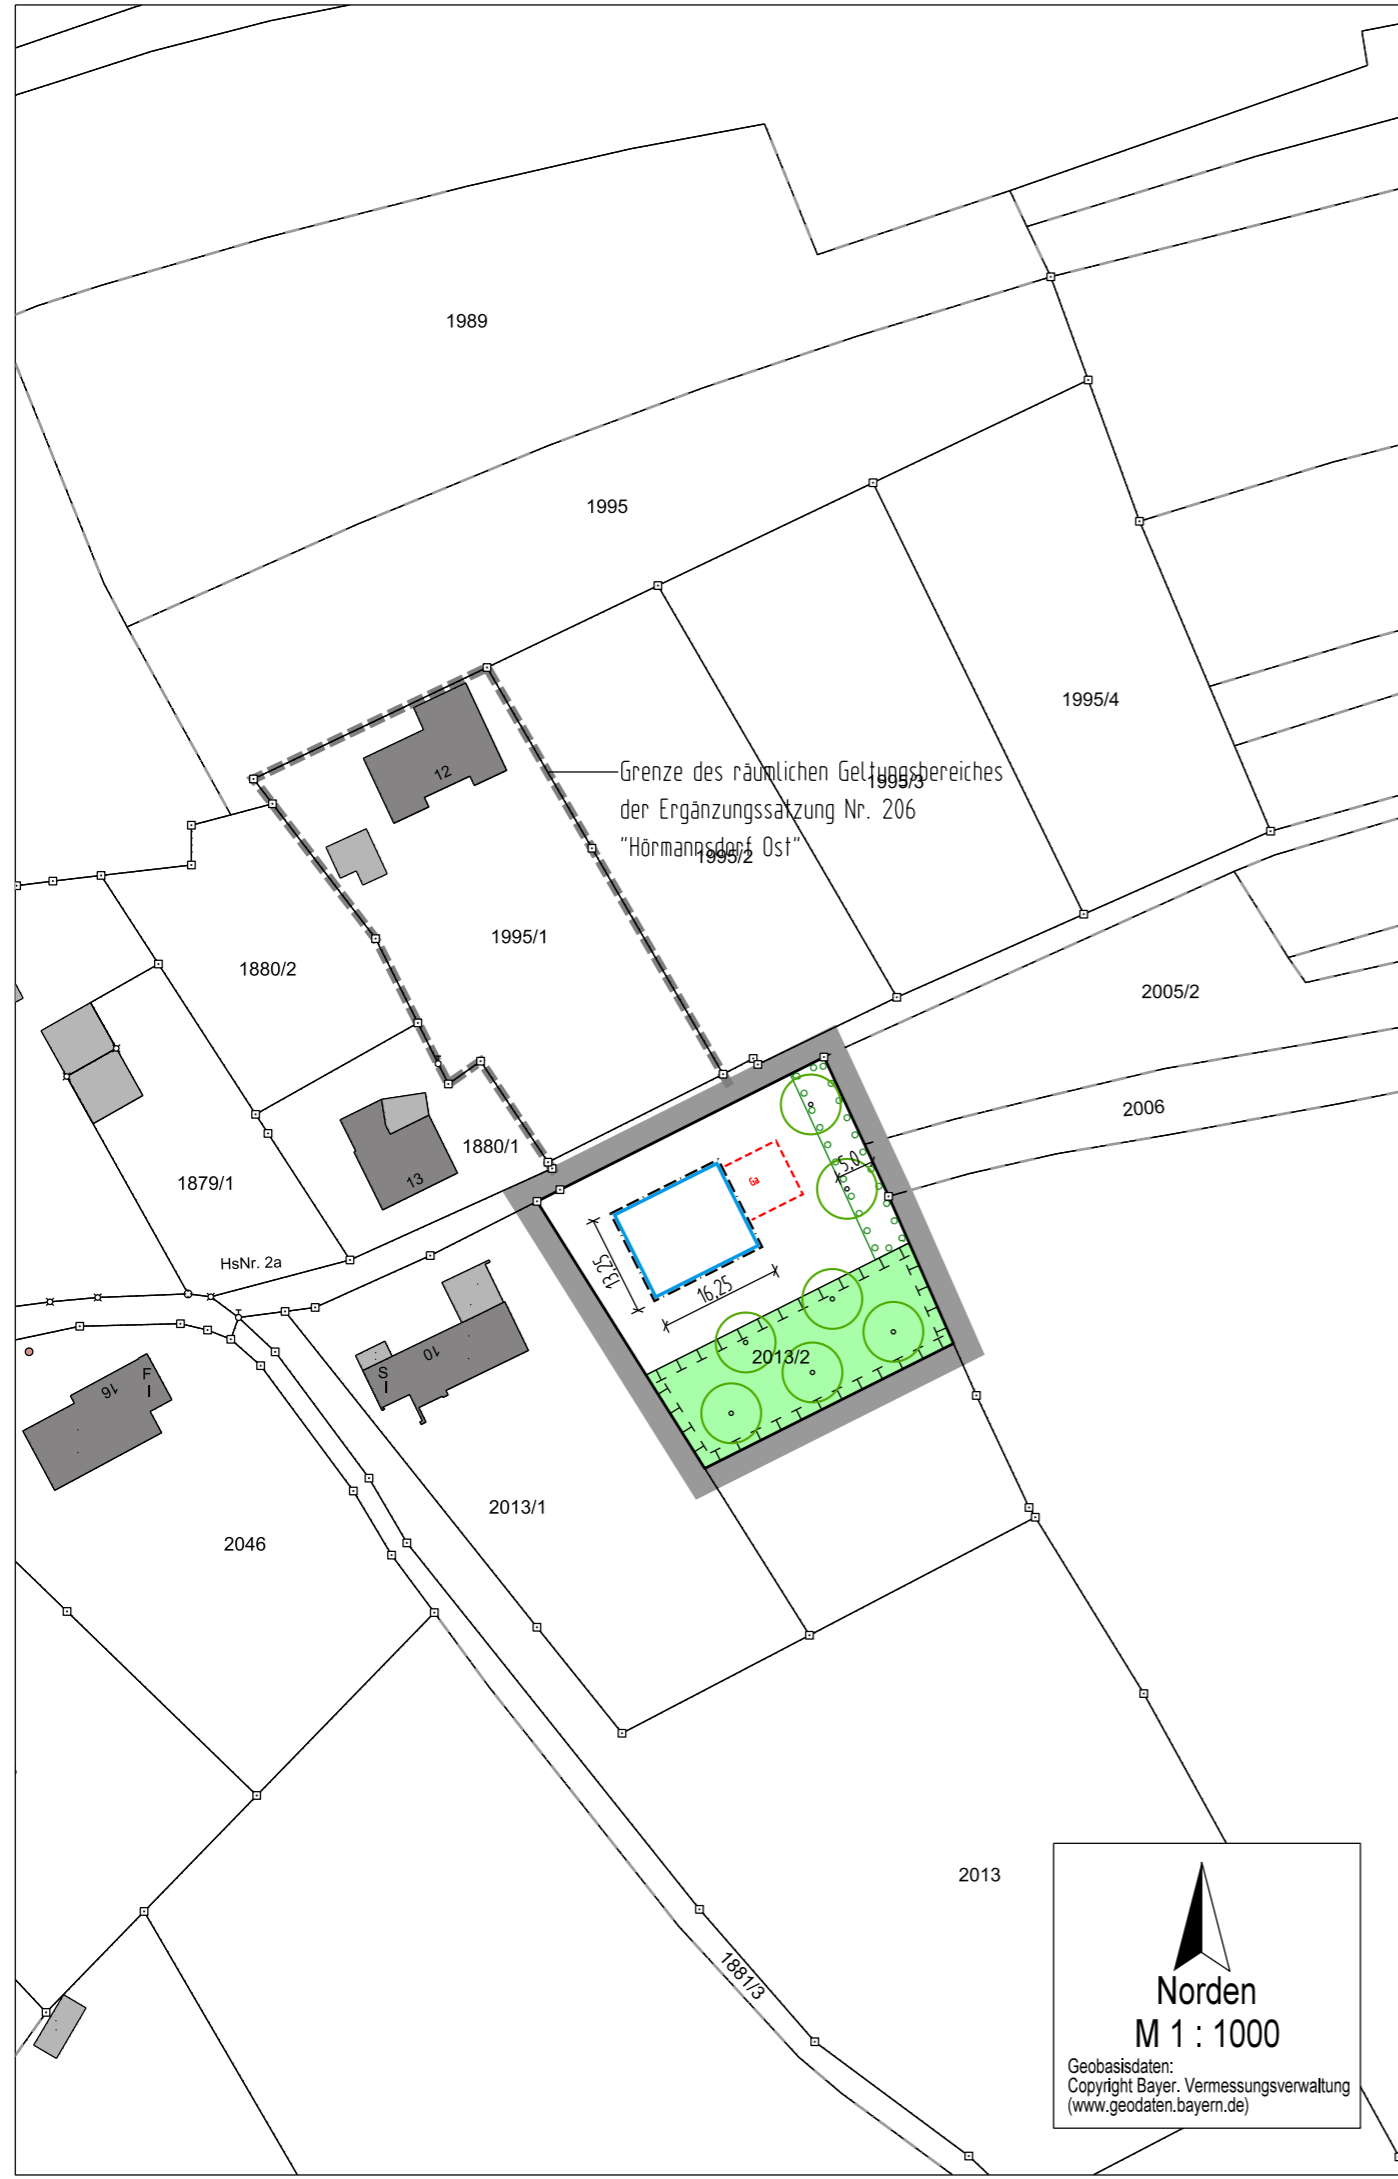 1989
1995
1995/4
12
Grenze des räumlichen Geltungsbereiches
1995/3
der Ergänzungssatzung Nr. 206
"Hörmannsdorf Ost"
1995/2
1995/1
1880/2
2005/2
2006
1880/1
13
1879/1
5,0
HsNr. 2a
13,25
16,25
10
2013/2
S
16
F
2013/1
2046
2013
1881/3
Norden
M 1 : 1000
Geobasisdaten:
Copyright Bayer. Vermessungsverwaltung
(www.geodaten.bayern.de)